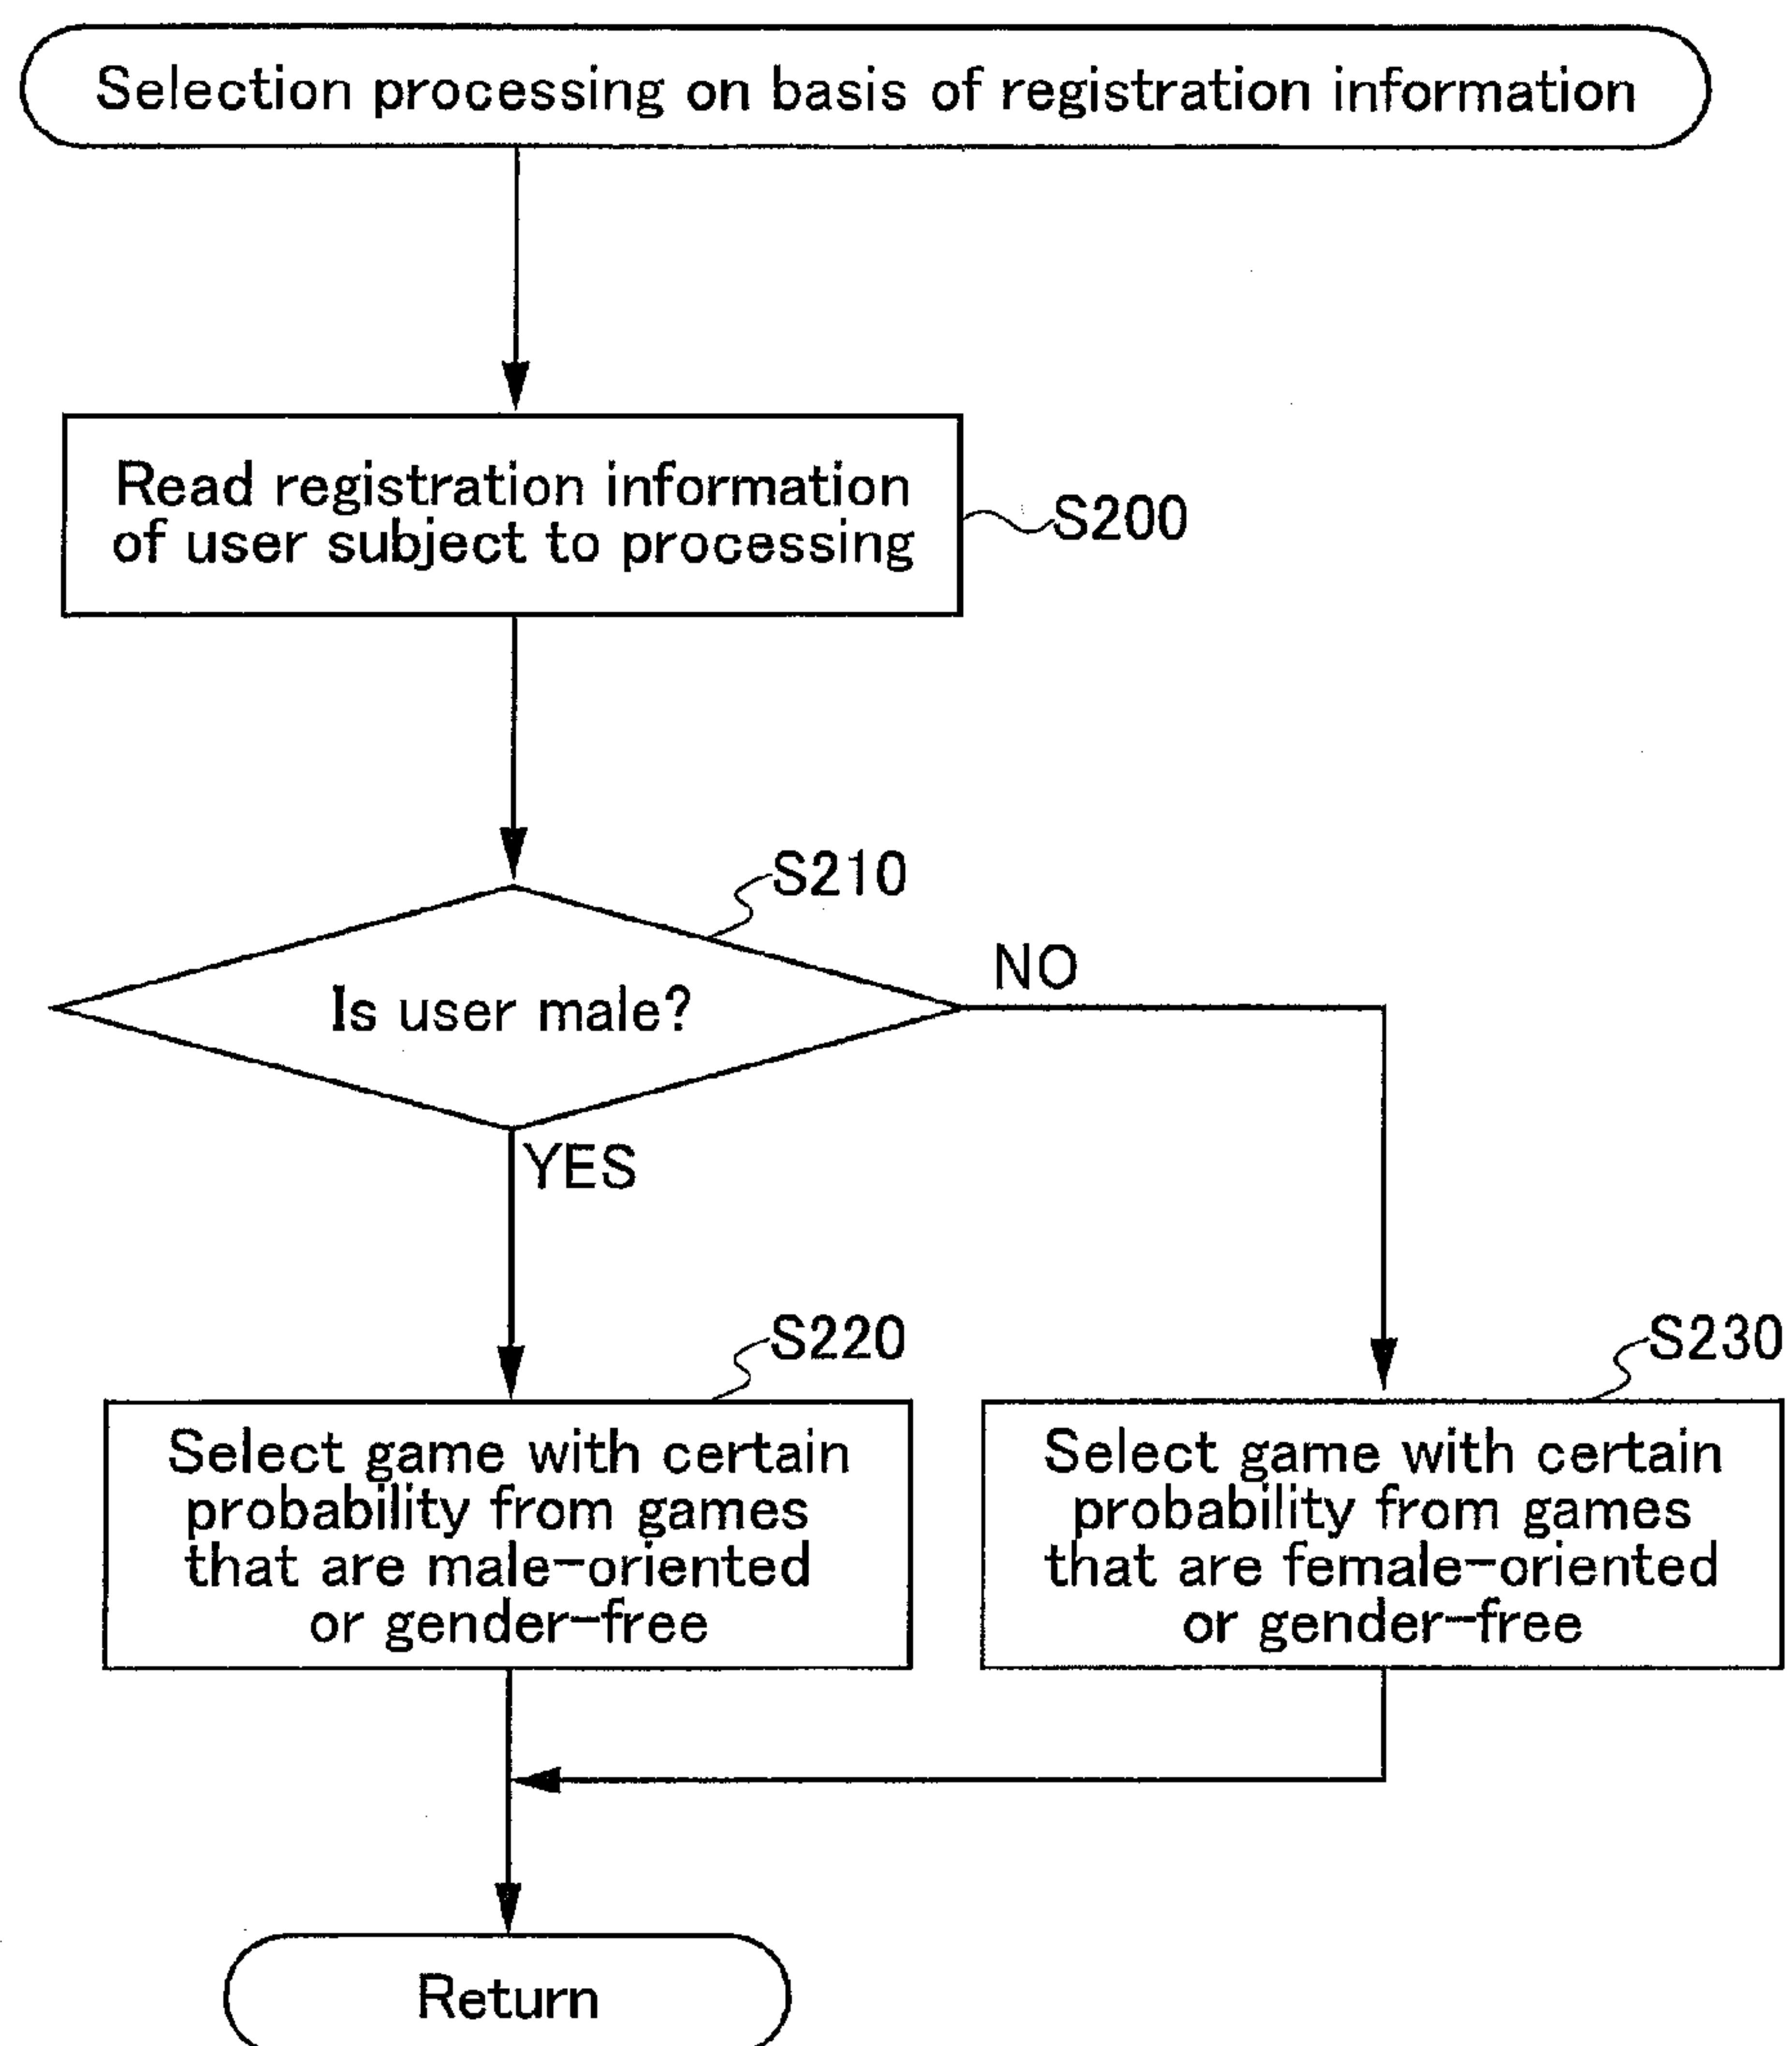 Selection processing on basis of registration information
Read registration information
of user subject to processing
S200
S210
Is user male?
NO
YES
S220
Select game with certain
probability from games
that are male-oriented
or gender-free
S230
Select game with certain
probability from games
that are female-oriented
or gender-free
Return